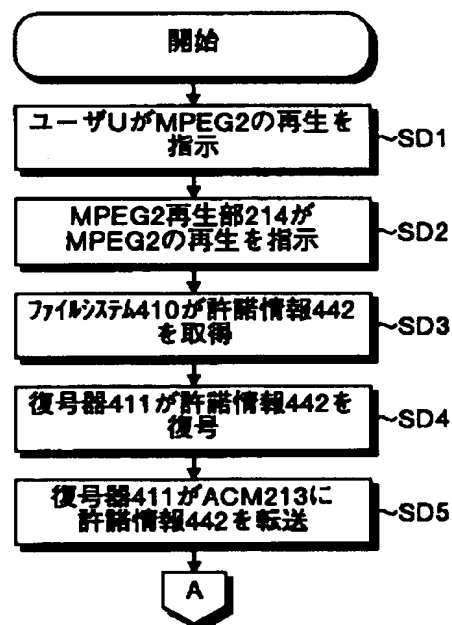 開始
ユーザUがMPEG2の再生を
指示
~SD1
MPEG2再生部214が
MPEG2の再生を指示
~SD2
ファイルシステム410が許諾情報442
を取得
~SD3
復号器411が許諾情報442を
復号
~SD4
復号器411がACM213に
許諾情報442を転送
~SD5
A